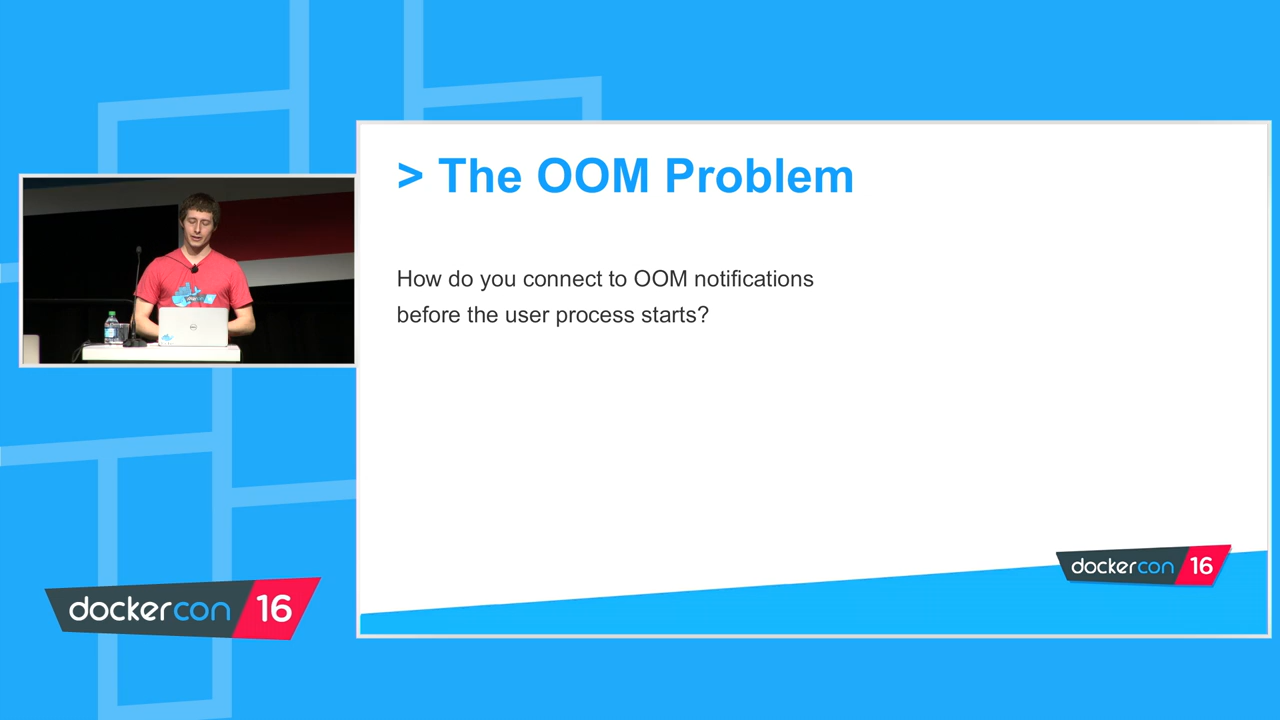 > The OOM Problem
How do you connect to OOM notifications
before the user process starts?
dockercon 16
dockercon 16